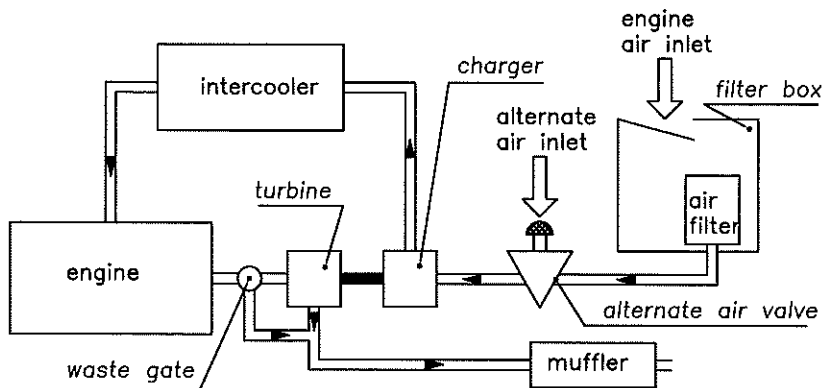 engine
air inlet
filter box
charger
intercooler
alternate
air inlet
turbine
air
filter
engine
alternate air valve
waste gate
muffler